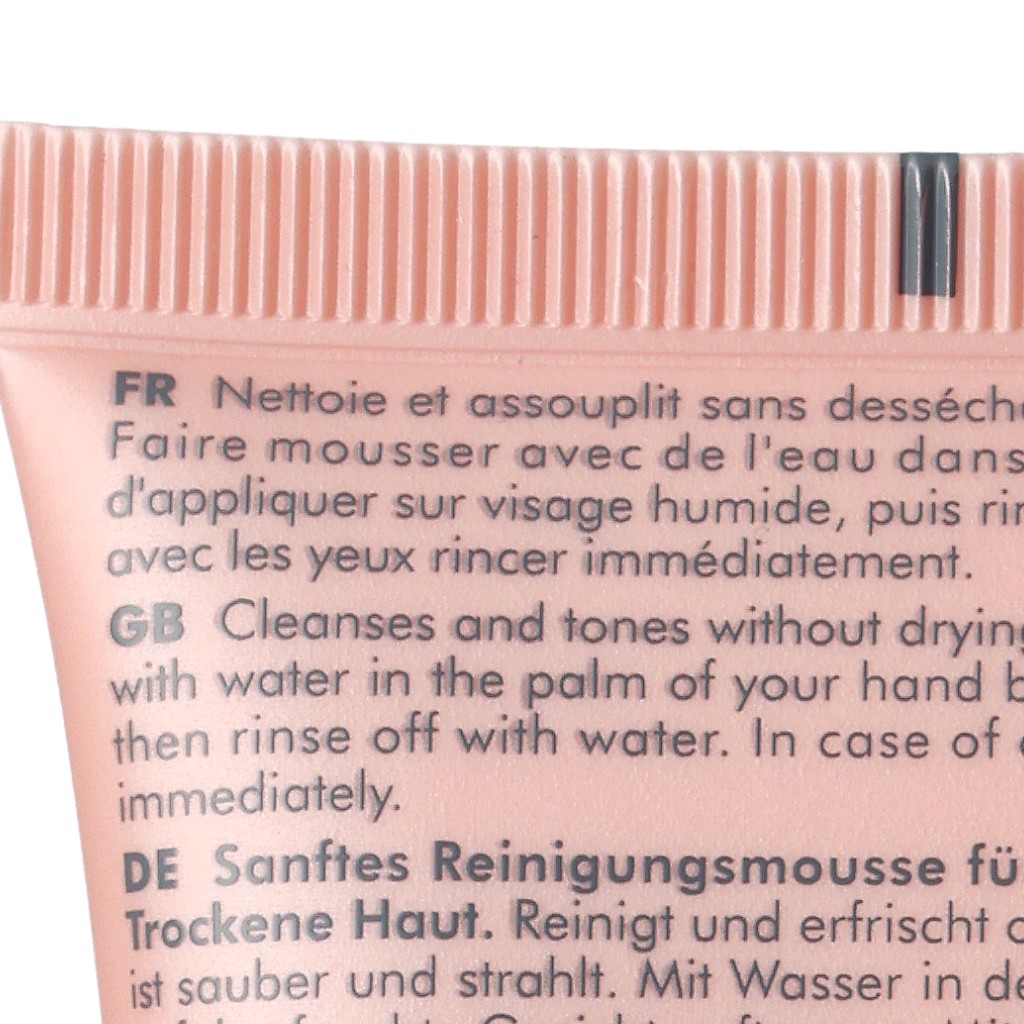 FR Nettoie et assouplit sans
Faire mousser avec de l'eau dans
d'appliquer sur visage humide, puis
avec les yeux rincer immédiatement.
GB Cleanses and tones without drying
with water in the palm of your hand
then rinse off with water. In case of
immediately.
DE Sanftes Reinigungsmousse
Trockene Haut. Reinigt und erfrischt
ist sauber und strahlt. Mit Wasser in